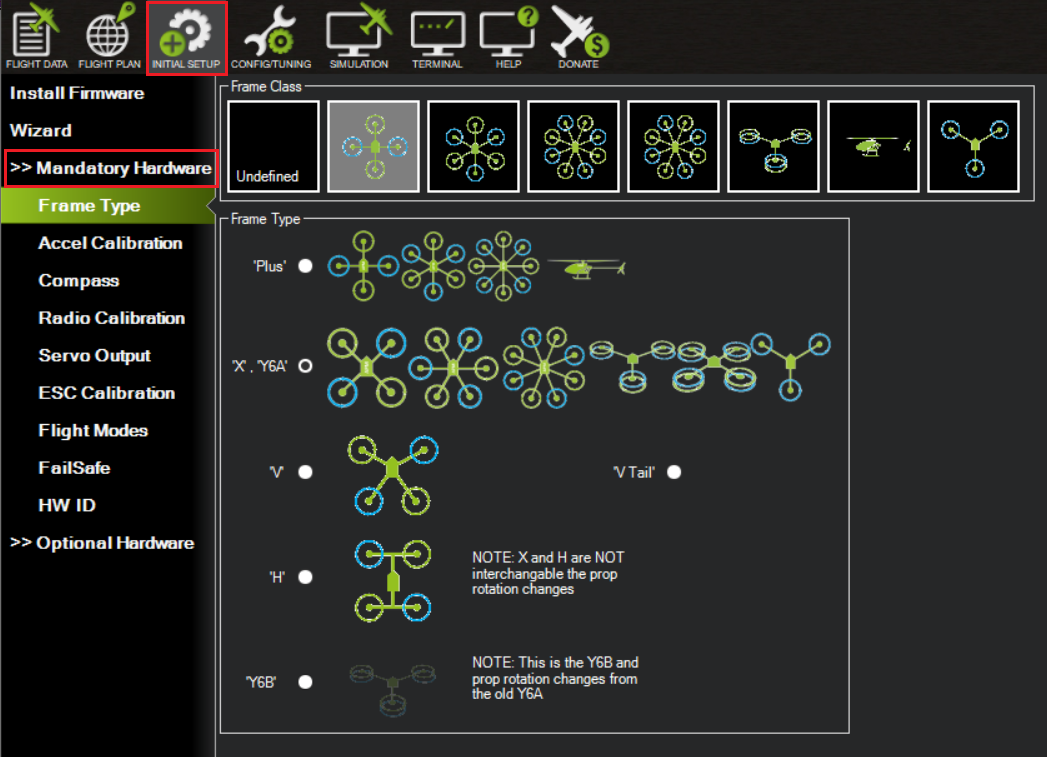 FLIGHT DATA FLIGHT PLAN INITIAL SETUP CONFIG/TUNING SIMULATION TERMINAL HELP DONATE
Install Firmware
Wizard
>> Mandatory Hardware
Frame Type
Accel Calibration
Compass
Radio Calibration
Servo Output
ESC Calibration
Flight Modes
FailSafe
HW ID
>> Optional Hardware
Frame Class
Undefined
Frame Type
'Plus'
'X', 'Y6A'
'V'
'V Tail'
'H'
NOTE: X and H are NOT
interchangable the prop
rotation changes
'Y6B'
NOTE: This is the Y6B and
prop rotation changes from
the old Y6A